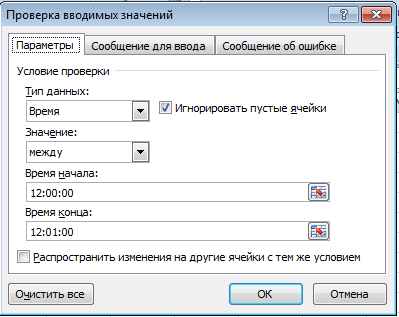 Проверка вводимых значений
Параметры Сообщение для ввода Сообщение об ошибке
Условие проверки
Тип данных:
Время Игнорировать пустые ячейки
Значение:
между
Время начала:
12:00:00
Время конца:
12:01:00
Распространить изменения на другие ячейки с тем же условием
Очистить все ОК Отмена